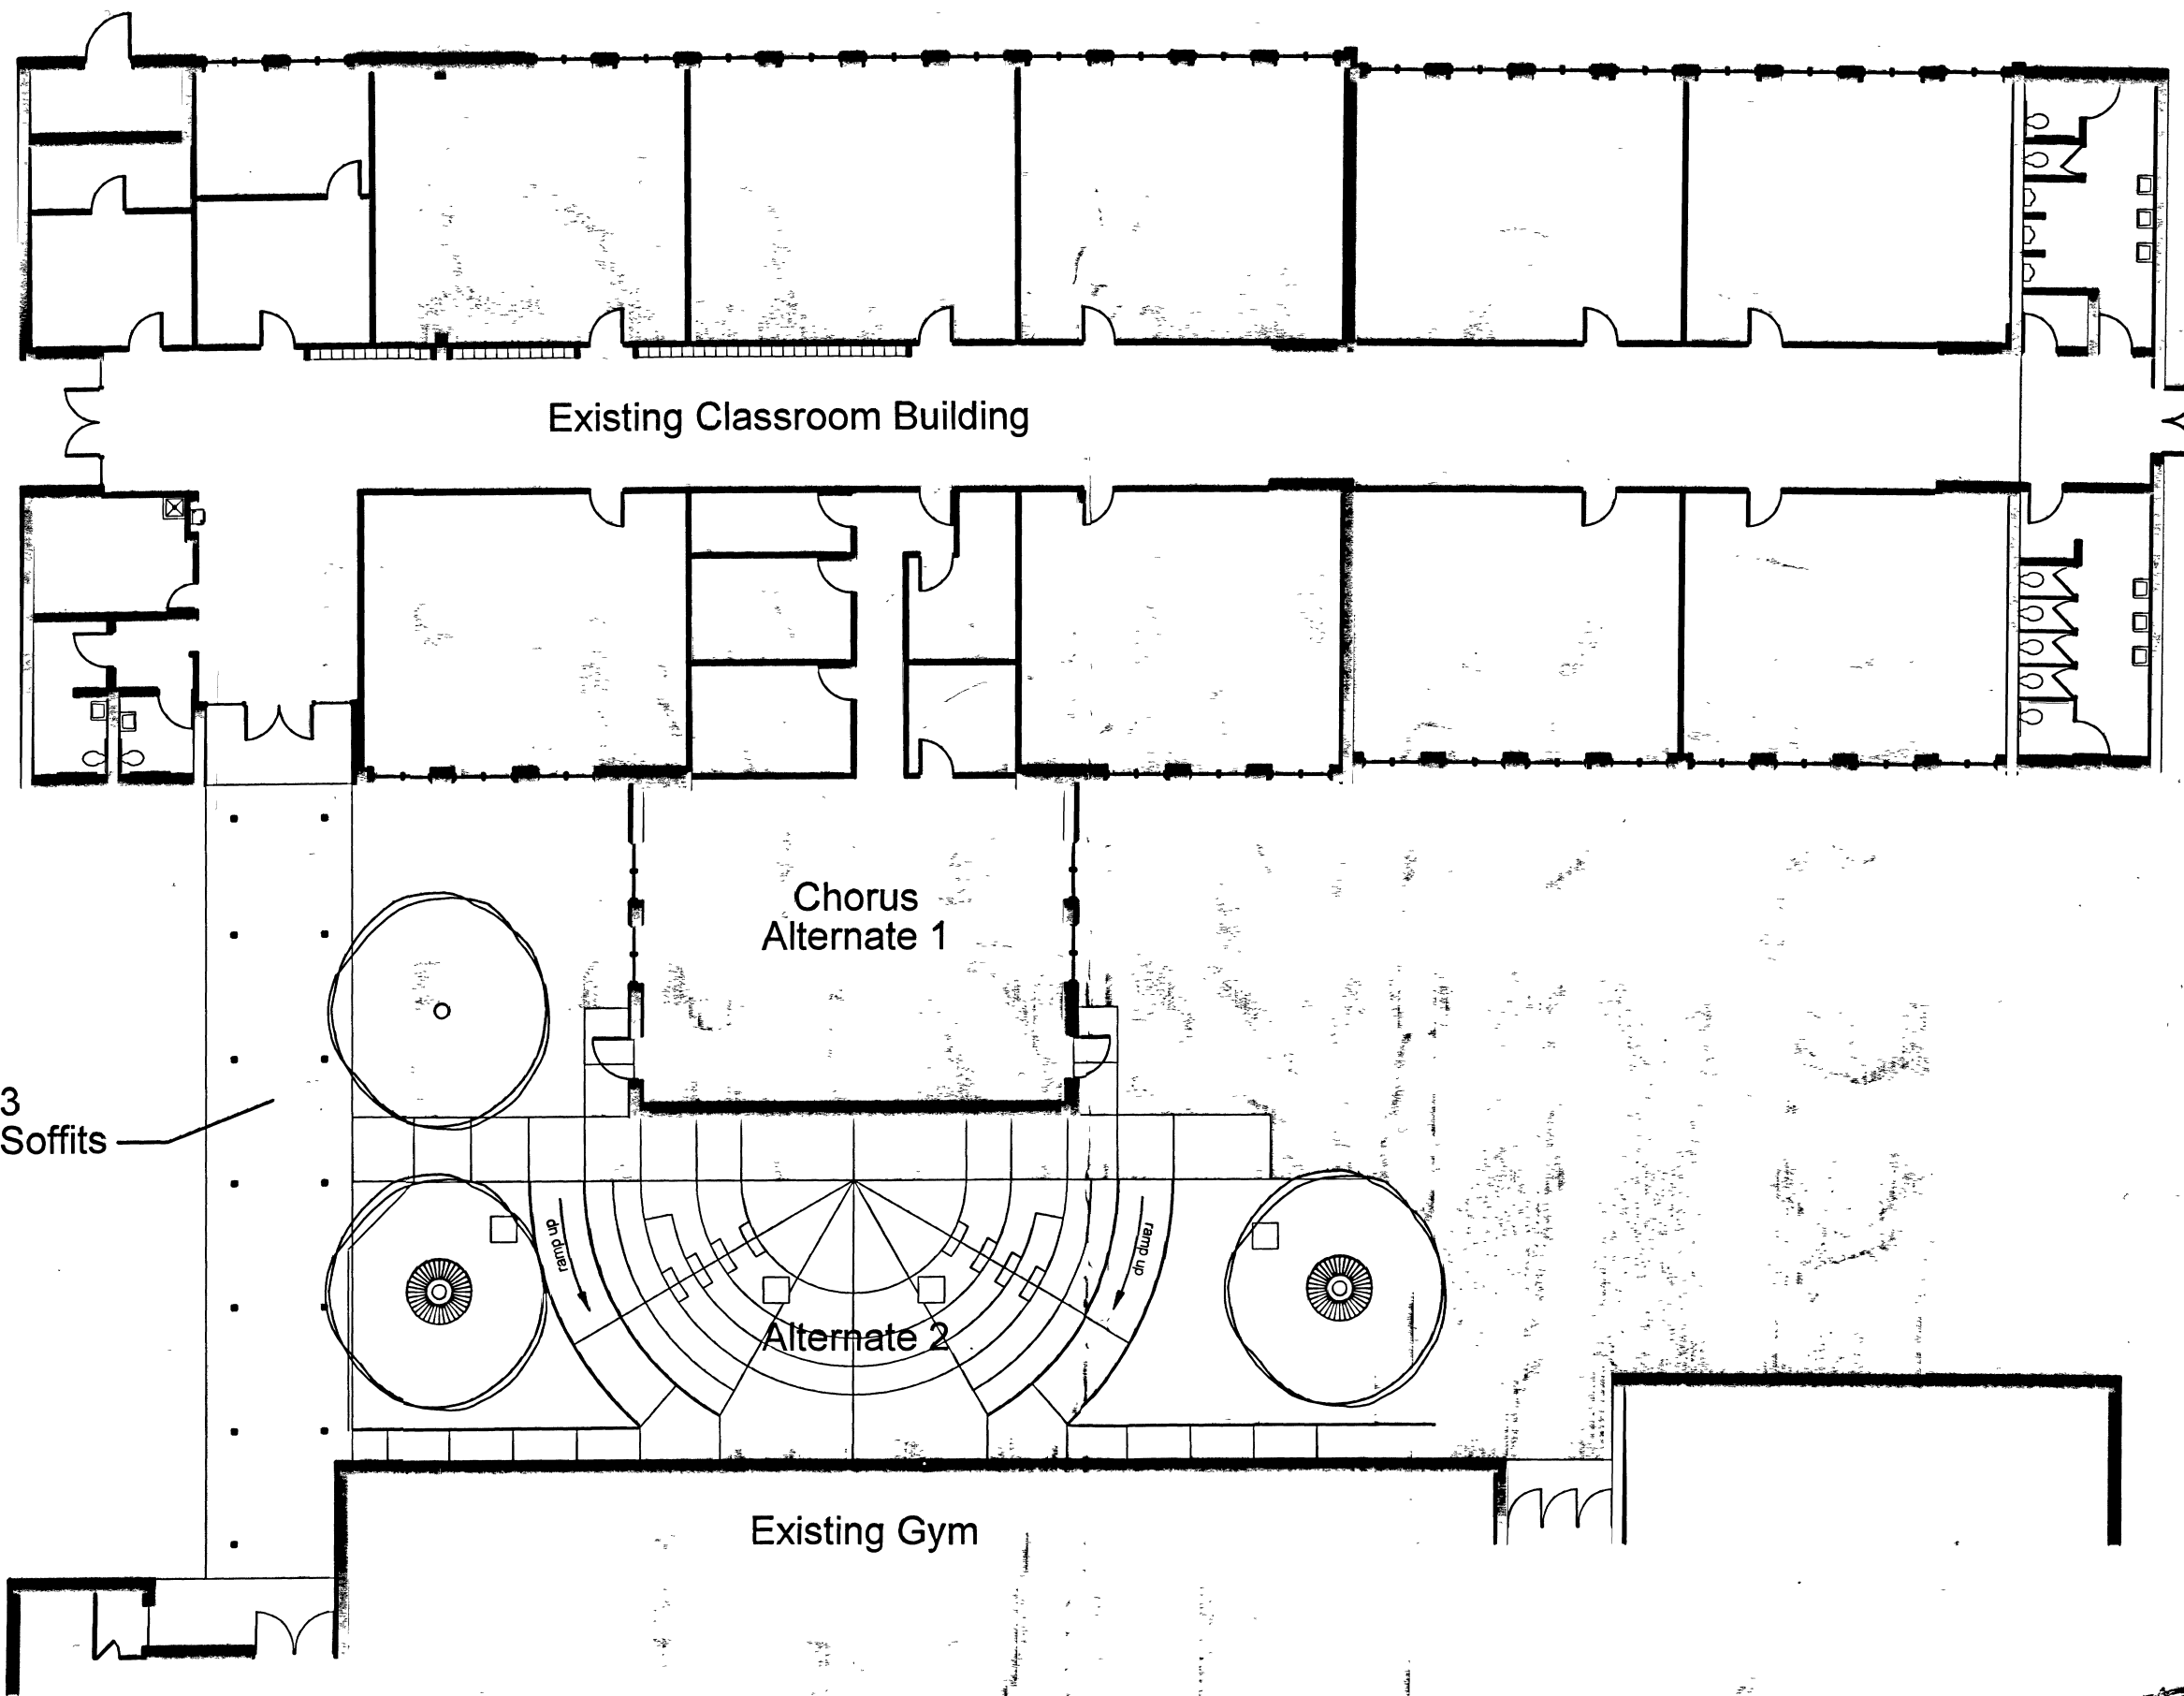 Existing Classroom Building
Chorus
Alternate 1
3
Soffits
ramp up
ramp up
Alternate 2
Existing Gym